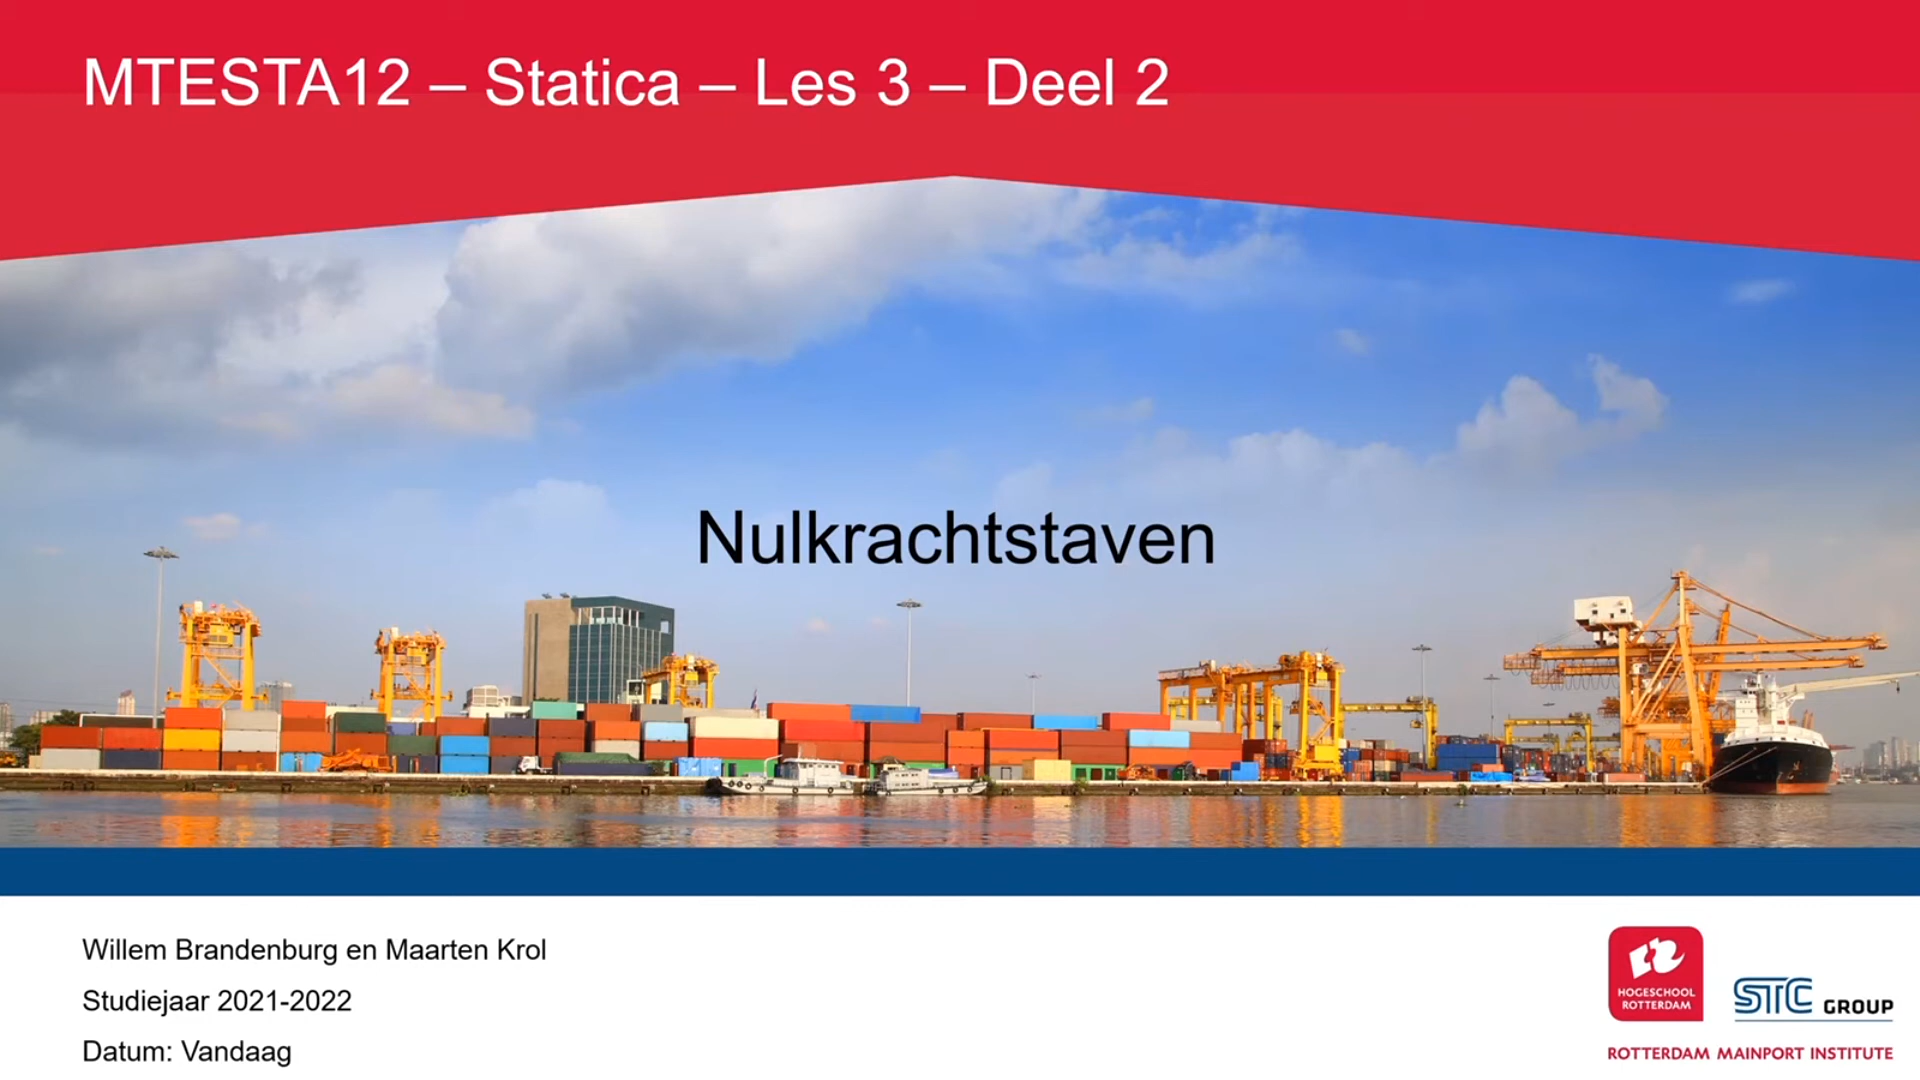 MTESTA12 – Statica – Les 3 – Deel 2
Nulkrachtstaven
Willem Brandenburg en Maarten Krol
Studiejaar 2021-2022
Datum: Vandaag
HOGESCHOOL
ROTTERDAM
STC GROUP
ROTTERDAM MAINPORT INSTITUTE